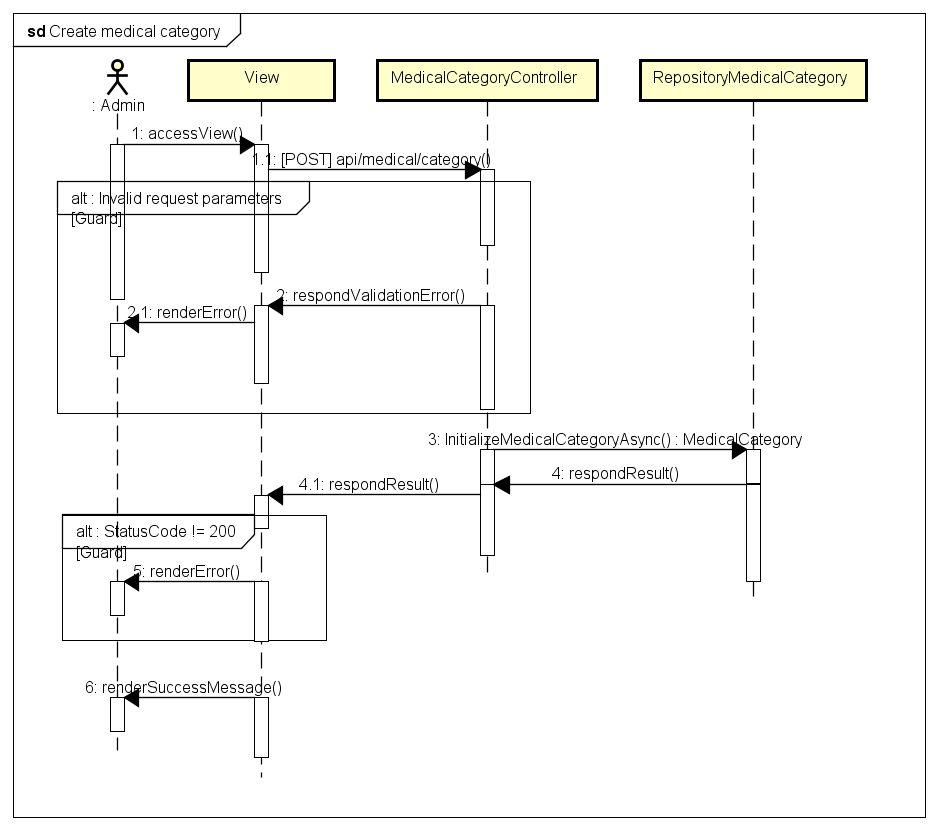 sd Create medical category
: Admin
View
MedicalCategoryController
RepositoryMedicalCategory
1: accessView()
1.1: [POST] api/medical/category()
alt : Invalid request parameters
[Guard]
2: respondValidationError()
2.1: renderError()
3: InitializeMedicalCategoryAsync() : MedicalCategory
4: respondResult()
4.1: respondResult()
alt : StatusCode != 200
[Guard]
5: renderError()
6: renderSuccessMessage()